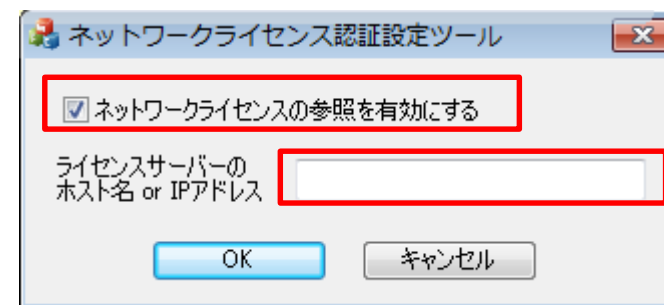 ネットワークライセンス認証設定ツール
ネットワークライセンスの参照を有効にする
ライセンスサーバーの
ホスト名 or IPアドレス
OK
キャンセル